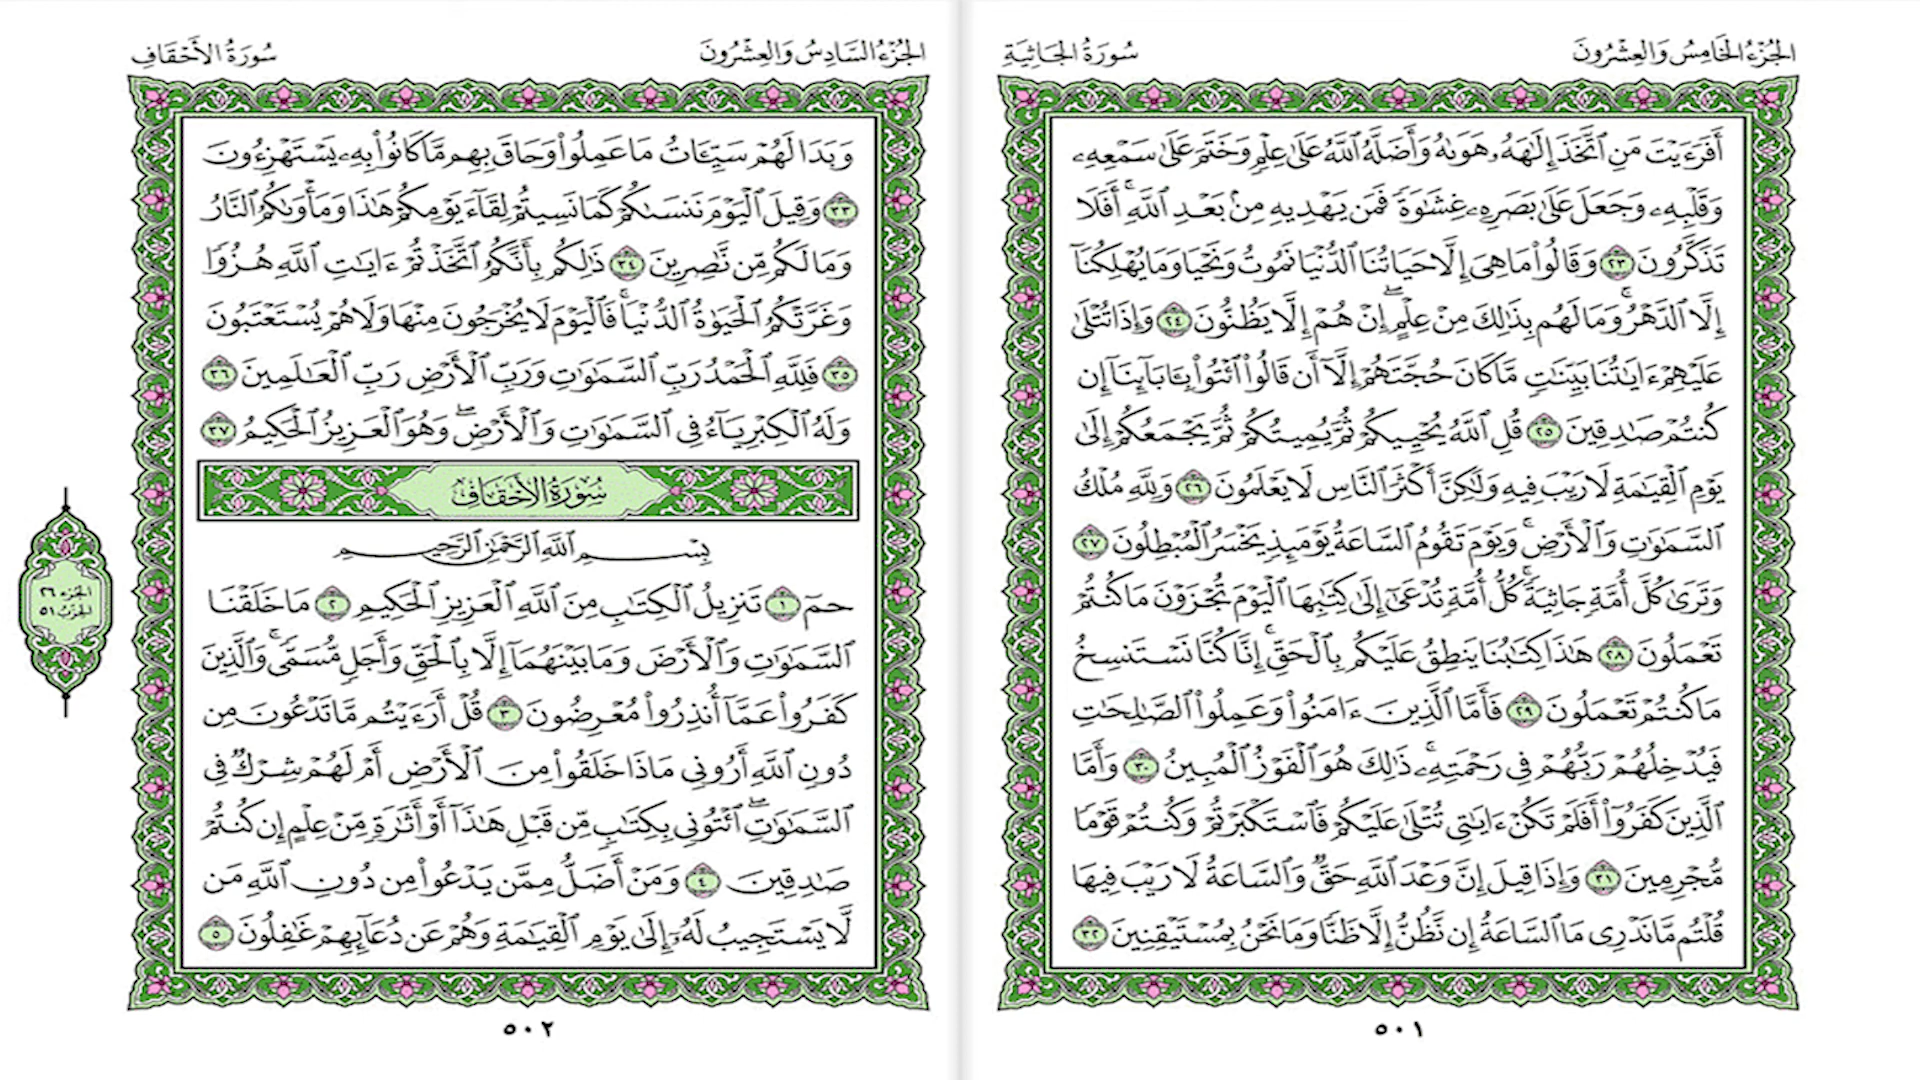 الجُزْءُ الخَامِسُ وَالعِشْرُونَ
سُورَةُ الجَاثِيَةِ
أَفَرَءَيْتَ مَنِ ٱتَّخَذَ إِلَٰهَهُۥ هَوَىٰهُ وَأَضَلَّهُ ٱللَّهُ عَلَىٰ عِلْمٍ وَخَتَمَ عَلَىٰ سَمْعِهِۦ
وَقَلْبِهِۦ وَجَعَلَ عَلَىٰ بَصَرِهِۦ غِشَٰوَةً فَمَن يَهْدِيهِ مِنۢ بَعْدِ ٱللَّهِۚ أَفَلَا
تَذَكَّرُونَ ٢٣ وَقَالُوا۟ مَا هِىَ إِلَّا حَيَاتُنَا ٱلدُّنْيَا نَمُوتُ وَنَحْيَا وَمَا يُهْلِكُنَآ
إِلَّا ٱلدَّهْرُۚ وَمَا لَهُم بِذَٰلِكَ مِنْ عِلْمٍۖ إِنْ هُمْ إِلَّا يَظُنُّونَ ٢٤ وَإِذَا تُتْلَىٰ
عَلَيْهِمْ ءَايَٰتُنَا بَيِّنَٰتٍ مَّا كَانَ حُجَّتَهُمْ إِلَّآ أَن قَالُوا۟ ٱئْتُوا۟ بِـَٔابَآئِنَآ إِن
كُنتُمْ صَٰدِقِينَ ٢٥ قُلِ ٱللَّهُ يُحْيِيكُمْ ثُمَّ يُمِيتُكُمْ ثُمَّ يَجْمَعُكُمْ إِلَىٰ
يَوْمِ ٱلْقِيَٰمَةِ لَا رَيْبَ فِيهِ وَلَٰكِنَّ أَكْثَرَ ٱلنَّاسِ لَا يَعْلَمُونَ ٢٦ وَلِلَّهِ مُلْكُ
ٱلسَّمَٰوَٰتِ وَٱلْأَرْضِۚ وَيَوْمَ تَقُومُ ٱلسَّاعَةُ يَوْمَئِذٍ يَخْسَرُ ٱلْمُبْطِلُونَ ٢٧
وَتَرَىٰ كُلَّ أُمَّةٍ جَاثِيَةًۚ كُلُّ أُمَّةٍ تُدْعَىٰٓ إِلَىٰ كِتَٰبِهَا ٱلْيَوْمَ تُجْزَوْنَ مَا كُنتُمْ
تَعْمَلُونَ ٢٨ هَٰذَا كِتَٰبُنَا يَنطِقُ عَلَيْكُم بِٱلْحَقِّۚ إِنَّا كُنَّا نَسْتَنسِخُ
مَا كُنتُمْ تَعْمَلُونَ ٢٩ فَأَمَّا ٱلَّذِينَ ءَامَنُوا۟ وَعَمِلُوا۟ ٱلصَّٰلِحَٰتِ
فَيُدْخِلُهُمْ رَبُّهُمْ فِى رَحْمَتِهِۦۚ ذَٰلِكَ هُوَ ٱلْفَوْزُ ٱلْمُبِينُ ٣٠ وَأَمَّا
ٱلَّذِينَ كَفَرُوٓا۟ أَفَلَمْ تَكُنْ ءَايَٰتِى تُتْلَىٰ عَلَيْكُمْ فَٱسْتَكْبَرْتُمْ وَكُنتُمْ قَوْمًا
مُّجْرِمِينَ ٣١ وَإِذَا قِيلَ إِنَّ وَعْدَ ٱللَّهِ حَقٌّ وَٱلسَّاعَةُ لَا رَيْبَ فِيهَا
قُلْتُم مَّا نَدْرِى مَا ٱلسَّاعَةُ إِن نَّظُنُّ إِلَّا ظَنًّا وَمَا نَحْنُ بِمُسْتَيْقِنِينَ ٣٢
٥٠١
الجُزْءُ السَّادِسُ وَالعِشْرُونَ
سُورَةُ الأَحْقَافِ
وَبَدَا لَهُمْ سَيِّـَٔاتُ مَا عَمِلُوا۟ وَحَاقَ بِهِم مَّا كَانُوا۟ بِهِۦ يَسْتَهْزِءُونَ
٣٣ وَقِيلَ ٱلْيَوْمَ نَنسَىٰكُمْ كَمَا نَسِيتُمْ لِقَآءَ يَوْمِكُمْ هَٰذَا وَمَأْوَىٰكُمُ ٱلنَّارُ
وَمَا لَكُم مِّن نَّٰصِرِينَ ٣٤ ذَٰلِكُم بِأَنَّكُمُ ٱتَّخَذْتُمْ ءَايَٰتِ ٱللَّهِ هُزُوًا
وَغَرَّتْكُمُ ٱلْحَيَوٰةُ ٱلدُّنْيَاۚ فَٱلْيَوْمَ لَا يُخْرَجُونَ مِنْهَا وَلَا هُمْ يُسْتَعْتَبُونَ
٣٥ فَلِلَّهِ ٱلْحَمْدُ رَبِّ ٱلسَّمَٰوَٰتِ وَرَبِّ ٱلْأَرْضِ رَبِّ ٱلْعَٰلَمِينَ ٣٦
وَلَهُ ٱلْكِبْرِيَآءُ فِى ٱلسَّمَٰوَٰتِ وَٱلْأَرْضِۖ وَهُوَ ٱلْعَزِيزُ ٱلْحَكِيمُ ٣٧
سُورَةُ الأَحْقَافِ
بِسْمِ ٱللَّهِ ٱلرَّحْمَٰنِ ٱلرَّحِيمِ
حمٓ ١ تَنزِيلُ ٱلْكِتَٰبِ مِنَ ٱللَّهِ ٱلْعَزِيزِ ٱلْحَكِيمِ ٢ مَا خَلَقْنَا
ٱلسَّمَٰوَٰتِ وَٱلْأَرْضَ وَمَا بَيْنَهُمَآ إِلَّا بِٱلْحَقِّ وَأَجَلٍ مُّسَمًّىۚ وَٱلَّذِينَ
كَفَرُوا۟ عَمَّآ أُنذِرُوا۟ مُعْرِضُونَ ٣ قُلْ أَرَءَيْتُم مَّا تَدْعُونَ مِن
دُونِ ٱللَّهِ أَرُونِى مَاذَا خَلَقُوا۟ مِنَ ٱلْأَرْضِ أَمْ لَهُمْ شِرْكٌ فِى
ٱلسَّمَٰوَٰتِۖ ٱئْتُونِى بِكِتَٰبٍ مِّن قَبْلِ هَٰذَآ أَوْ أَثَٰرَةٍ مِّنْ عِلْمٍ إِن كُنتُمْ
صَٰدِقِينَ ٤ وَمَنْ أَضَلُّ مِمَّن يَدْعُوا۟ مِن دُونِ ٱللَّهِ مَن
لَّا يَسْتَجِيبُ لَهُۥٓ إِلَىٰ يَوْمِ ٱلْقِيَٰمَةِ وَهُمْ عَن دُعَآئِهِمْ غَٰفِلُونَ ٥
الجُزء ٢٦
الحِزبُ ٥١
٥٠٢